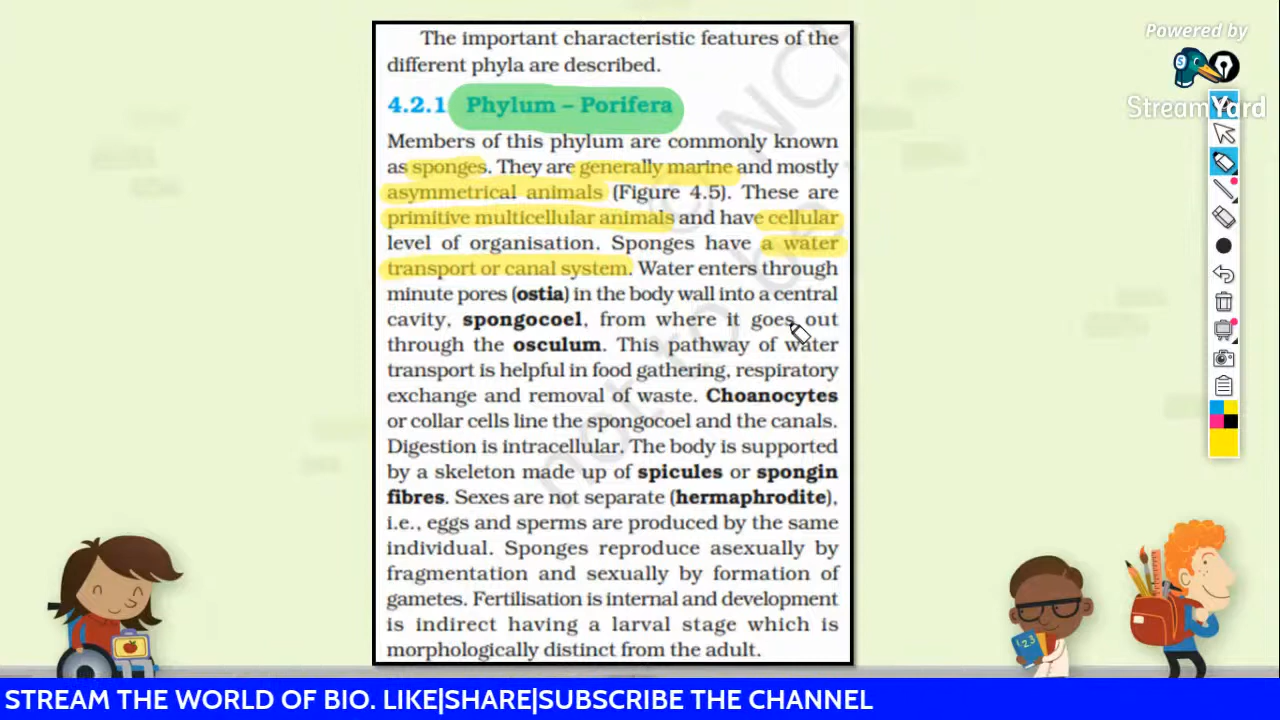 The important characteristic features of the
different phyla are described.
4.2.1 Phylum – Porifera
Members of this phylum are commonly known
as sponges. They are generally marine and mostly
asymmetrical animals (Figure 4.5). These are
primitive multicellular animals and have cellular
level of organisation. Sponges have a water
transport or canal system. Water enters through
minute pores (ostia) in the body wall into a central
cavity, spongocoel, from where it goes out
through the osculum. This pathway of water
transport is helpful in food gathering, respiratory
exchange and removal of waste. Choanocytes
or collar cells line the spongocoel and the canals.
Digestion is intracellular. The body is supported
by a skeleton made up of spicules or spongin
fibres. Sexes are not separate (hermaphrodite),
i.e., eggs and sperms are produced by the same
individual. Sponges reproduce asexually by
fragmentation and sexually by formation of
gametes. Fertilisation is internal and development
is indirect having a larval stage which is
morphologically distinct from the adult.
© NC
not to be
Powered by
StreamYard
S
123
STREAM THE WORLD OF BIO. LIKE|SHARE|SUBSCRIBE THE CHANNEL